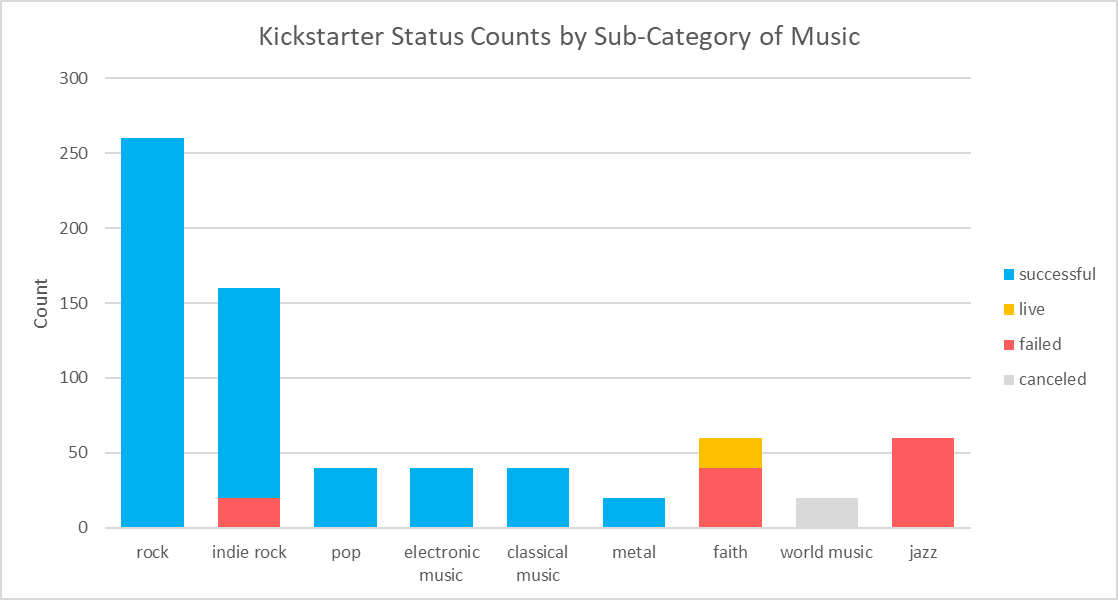 Kickstarter Status Counts by Sub-Category of Music
300
250
200
150
100
50
0
Count
rock
indie rock
pop
electronic
music
classical
music
metal
faith
world music
jazz
successful
live
failed
canceled